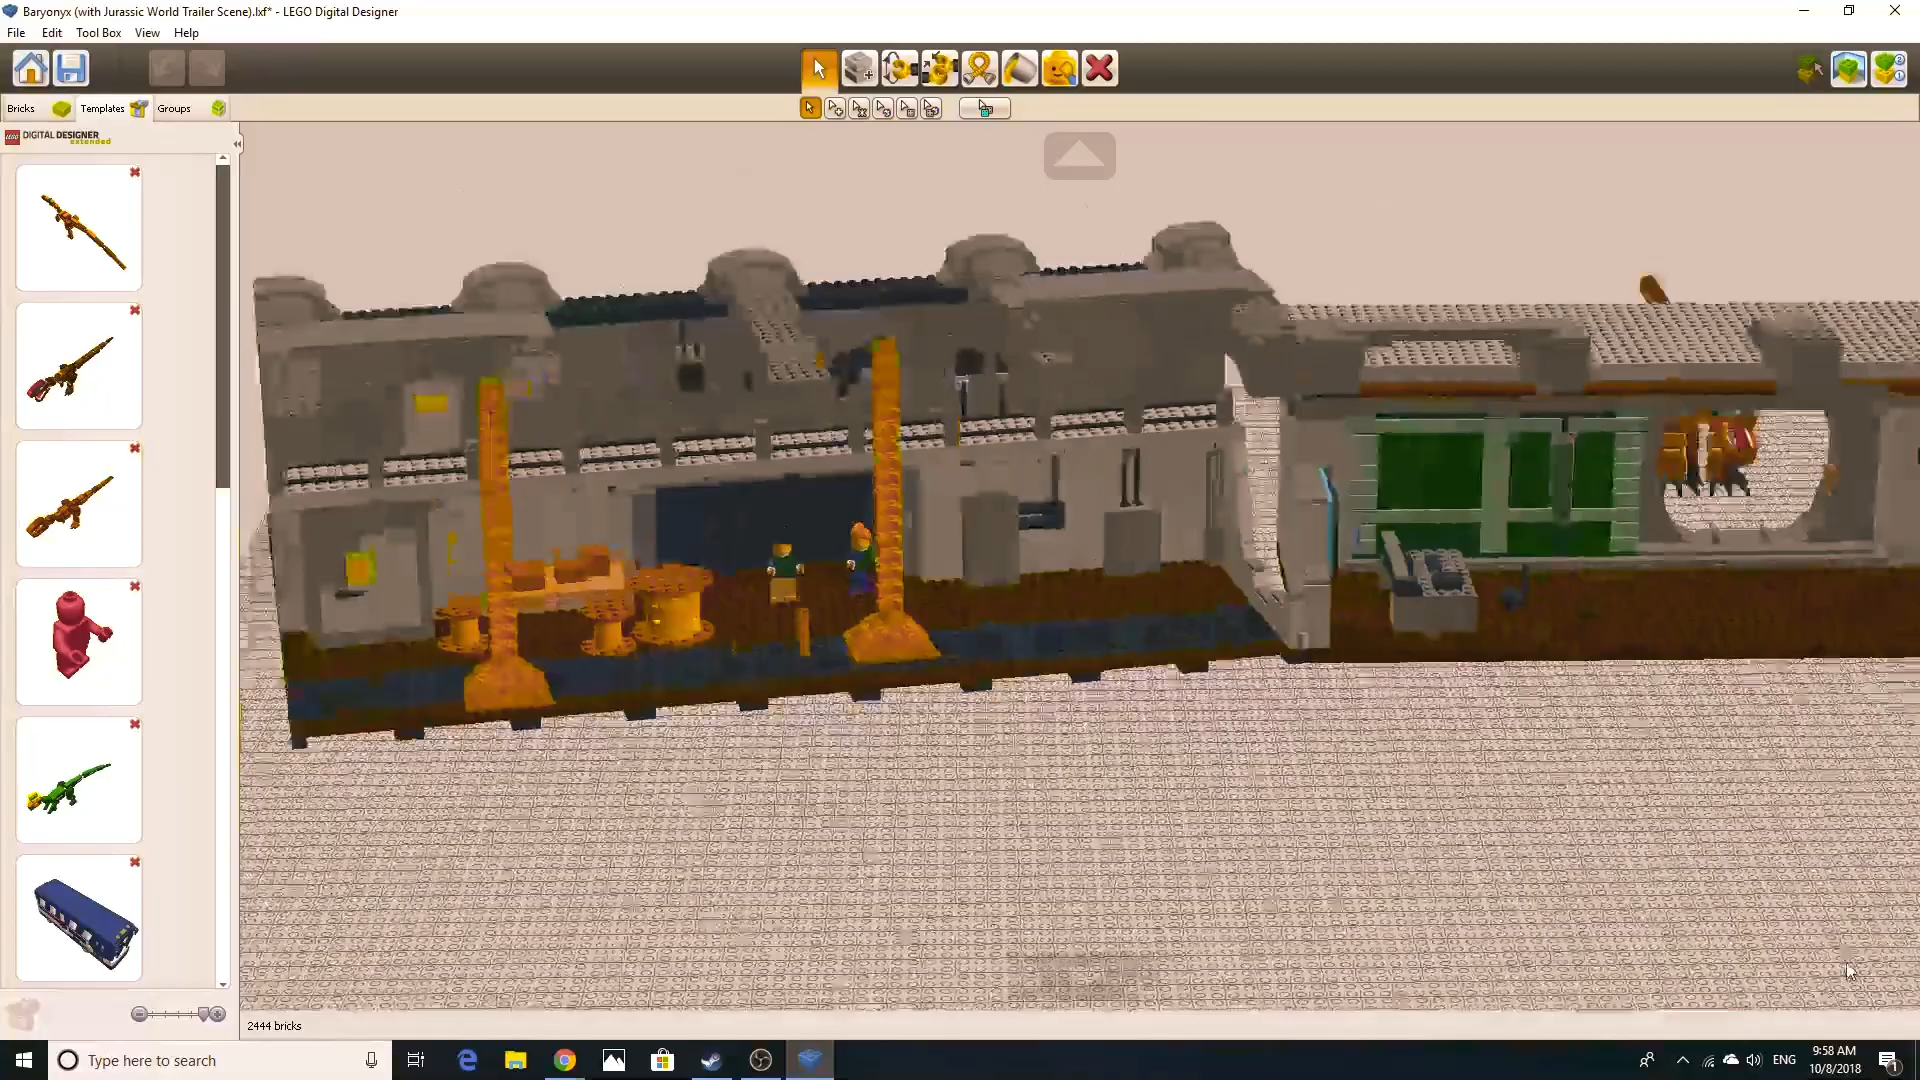 Baryonyx (with Jurassic World Trailer Scene).lxf* - LEGO Digital Designer
File Edit Tool Box View Help
Bricks Templates Groups
LEGO DIGITAL DESIGNER
extended
2444 bricks
Type here to search
ENG
9:58 AM
10/8/2018